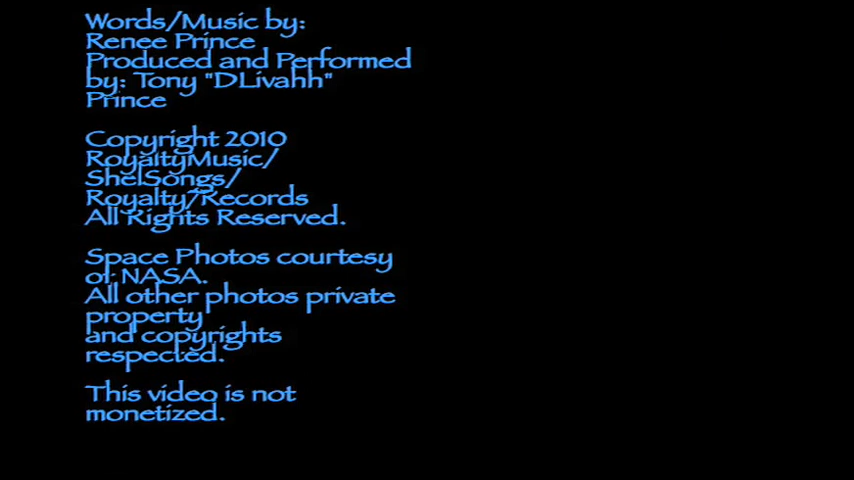 Words/Music by:
Renee Prince
Produced and Performed
by: Tony "DLivahh"
Prince
Copyright 2010
RoyaltyMusic/
ShelSongs/
Royalty/Records
All Rights Reserved.
Space Photos courtesy
of NASA.
All other photos private
property
and copyrights
respected.
This video is not
monetized.